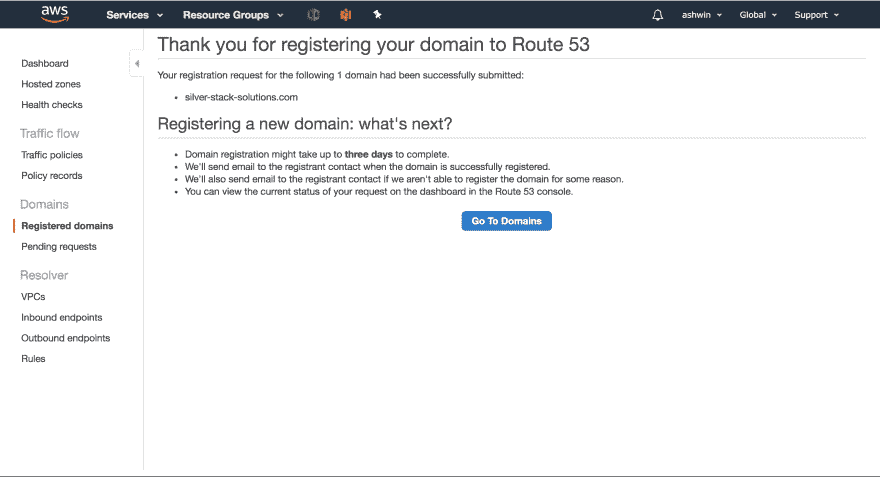 aws Services Resource Groups ashwin Global Support
Dashboard
Hosted zones
Health checks
Traffic flow
Traffic policies
Policy records
Domains
Registered domains
Pending requests
Resolver
VPCs
Inbound endpoints
Outbound endpoints
Rules
Thank you for registering your domain to Route 53
Your registration request for the following 1 domain had been successfully submitted:
• silver-stack-solutions.com
Registering a new domain: what's next?
• Domain registration might take up to three days to complete.
• We'll send email to the registrant contact when the domain is successfully registered.
• We'll also send email to the registrant contact if we aren't able to register the domain for some reason.
• You can view the current status of your request on the dashboard in the Route 53 console.
Go To Domains